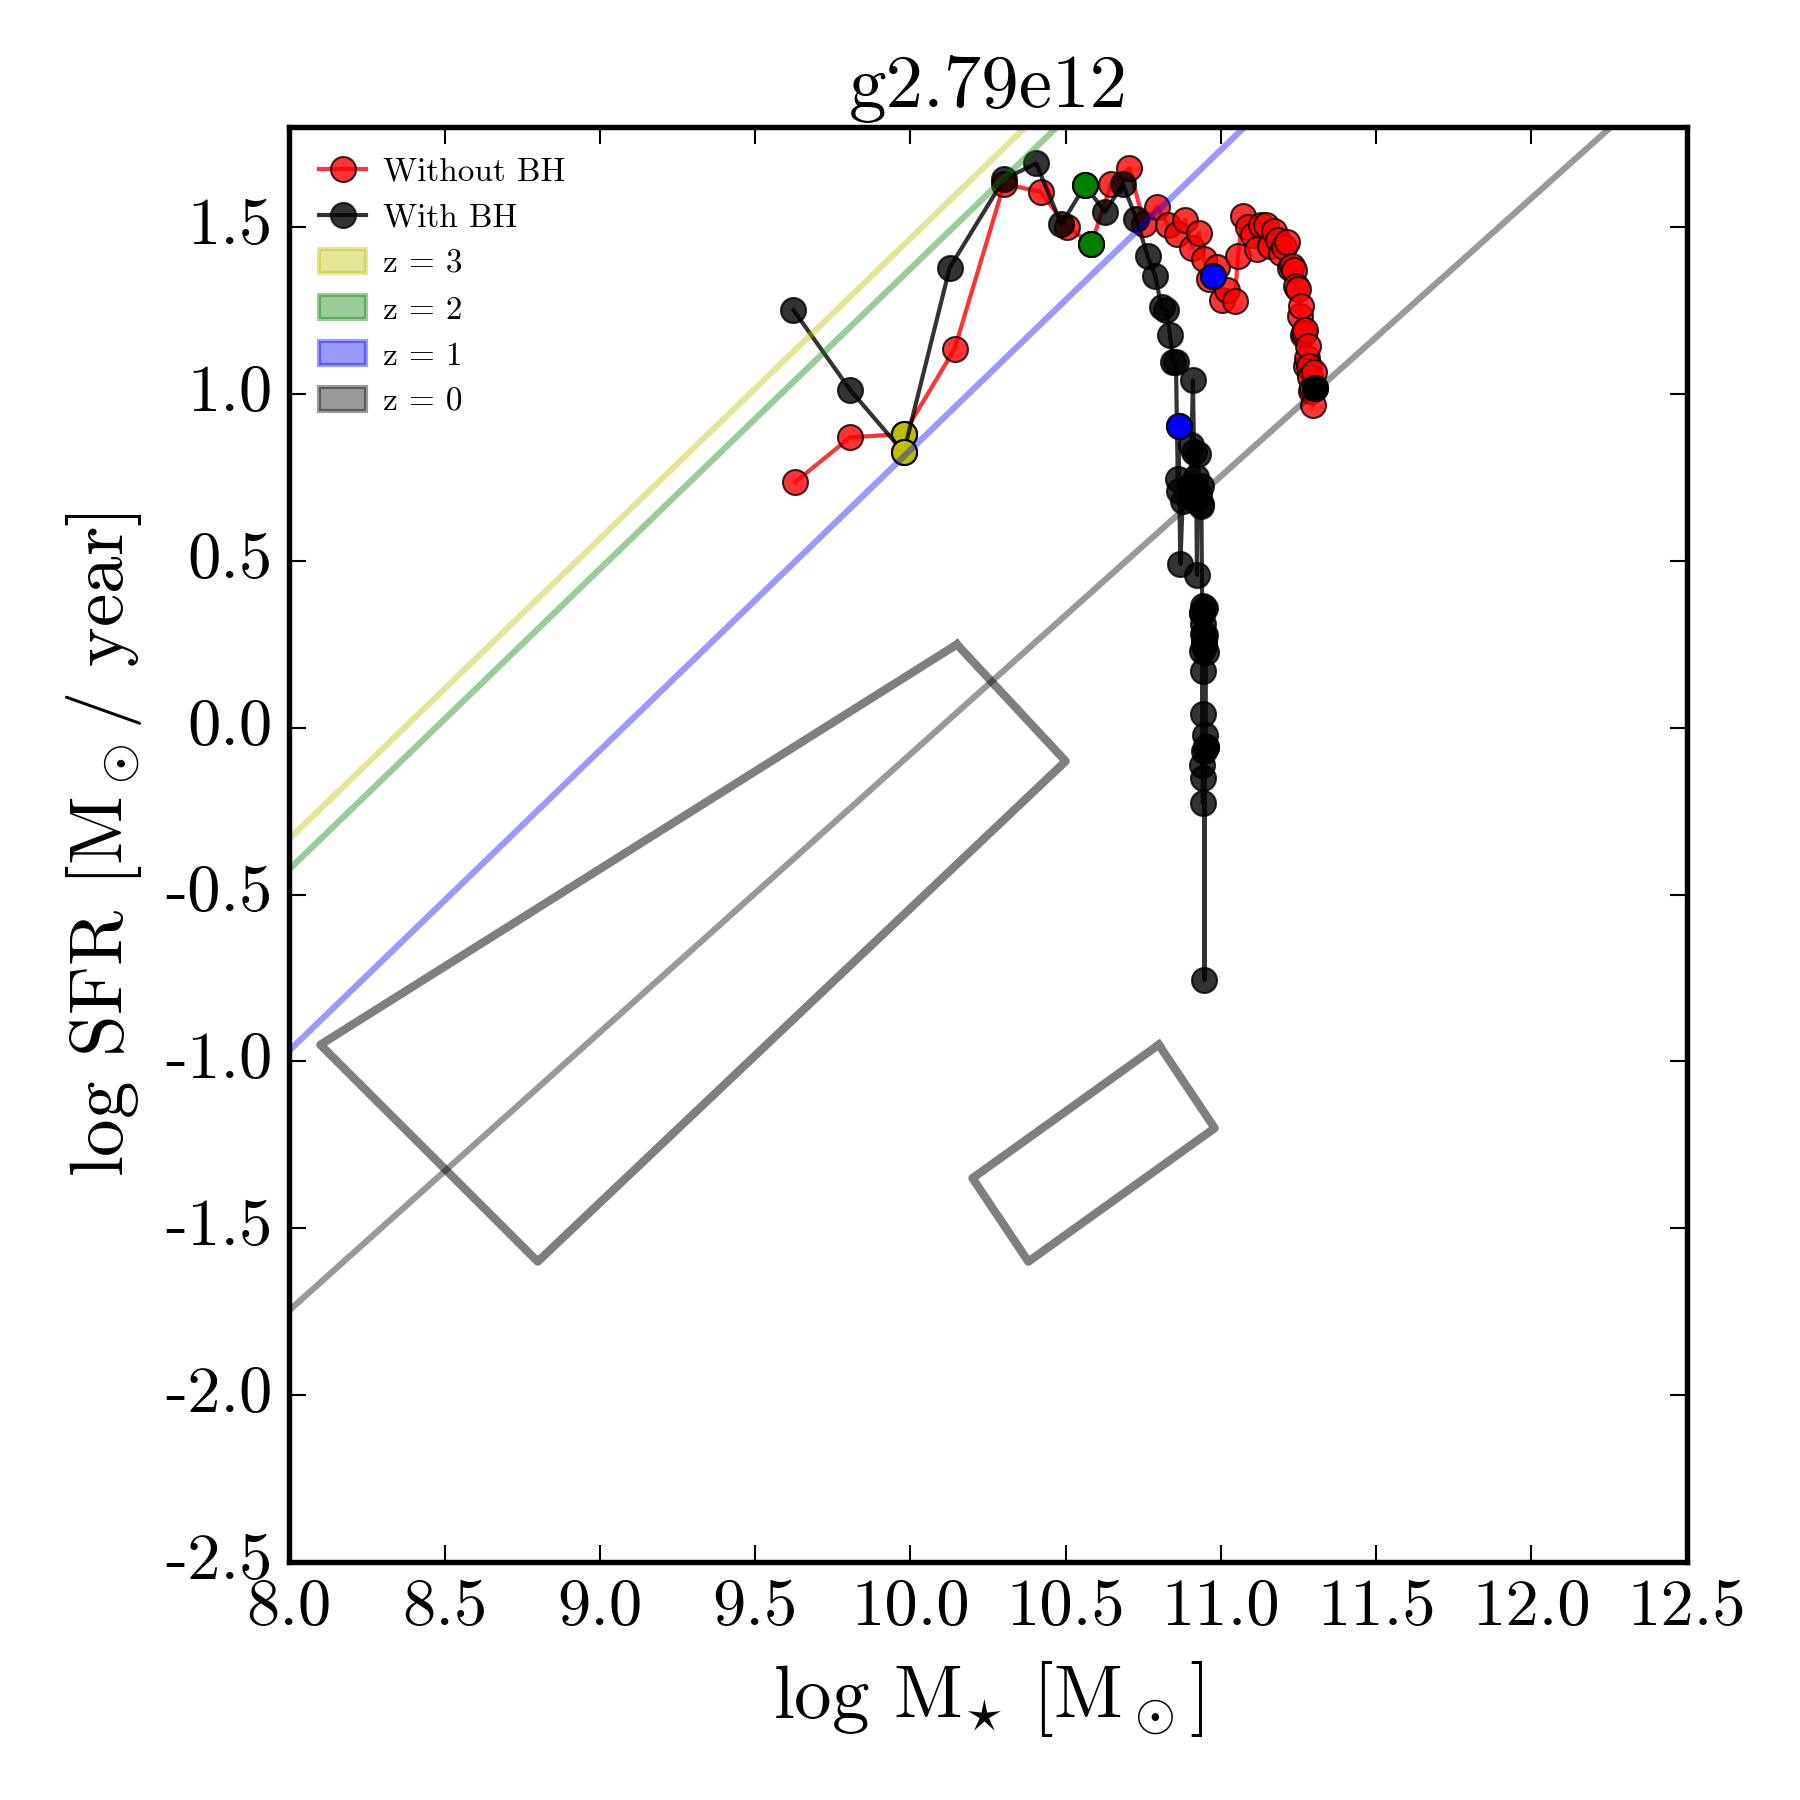 g2.79e12
Without BH
With BH
z = 3
z = 2
z = 1
z = 0
1.5
1.0
0.5
0.0
-0.5
-1.0
-1.5
-2.0
-2.5
log SFR [M⊙/ year]
8.0 8.5 9.0 9.5 10.0 10.5 11.0 11.5 12.0 12.5
log M⋆ [M⊙]